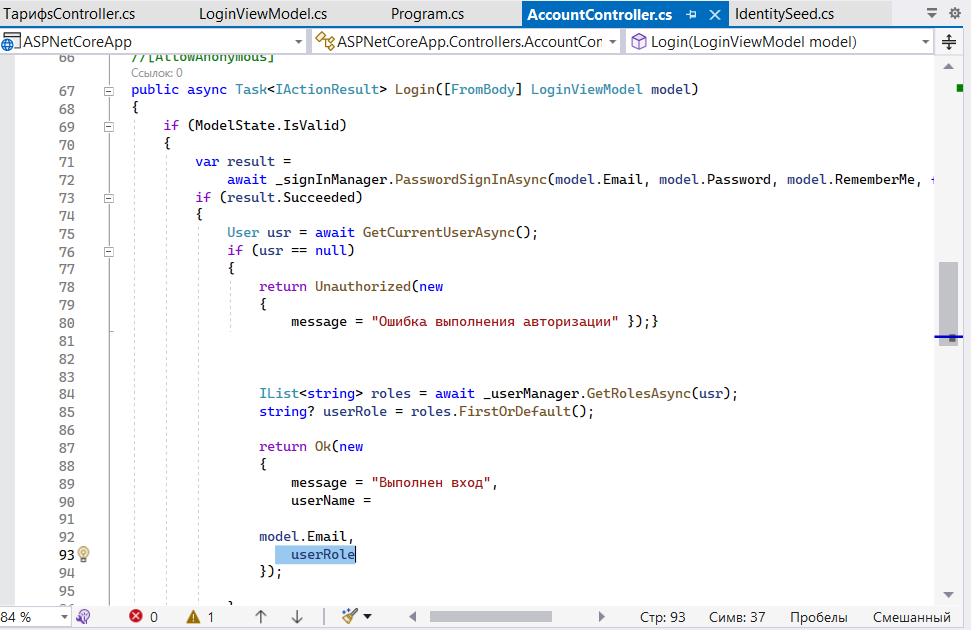 ТарифсController.cs LoginViewModel.cs Program.cs AccountController.cs IdentitySeed.cs
ASPNetCoreApp ASPNetCoreApp.Controllers.AccountCon Login(LoginViewModel model)
66 //[AllowAnonymous]
Ссылок: 0
67 public async Task<IActionResult> Login([FromBody] LoginViewModel model)
68 {
69 if (ModelState.IsValid)
70 {
71 var result =
72 await _signInManager.PasswordSignInAsync(model.Email, model.Password, model.RememberMe,
73 if (result.Succeeded)
74 {
75 User usr = await GetCurrentUserAsync();
76 if (usr == null)
77 {
78 return Unauthorized(new
79 {
80 message = "Ошибка выполнения авторизации" });}
81
82
83
84 IList<string> roles = await _userManager.GetRolesAsync(usr);
85 string? userRole = roles.FirstOrDefault();
86
87 return Ok(new
88 {
89 message = "Выполнен вход",
90 userName =
91
92 model.Email,
93 userRole
94 });
95
84 % 0 1 Стр: 93 Симв: 37 Пробелы Смешанный